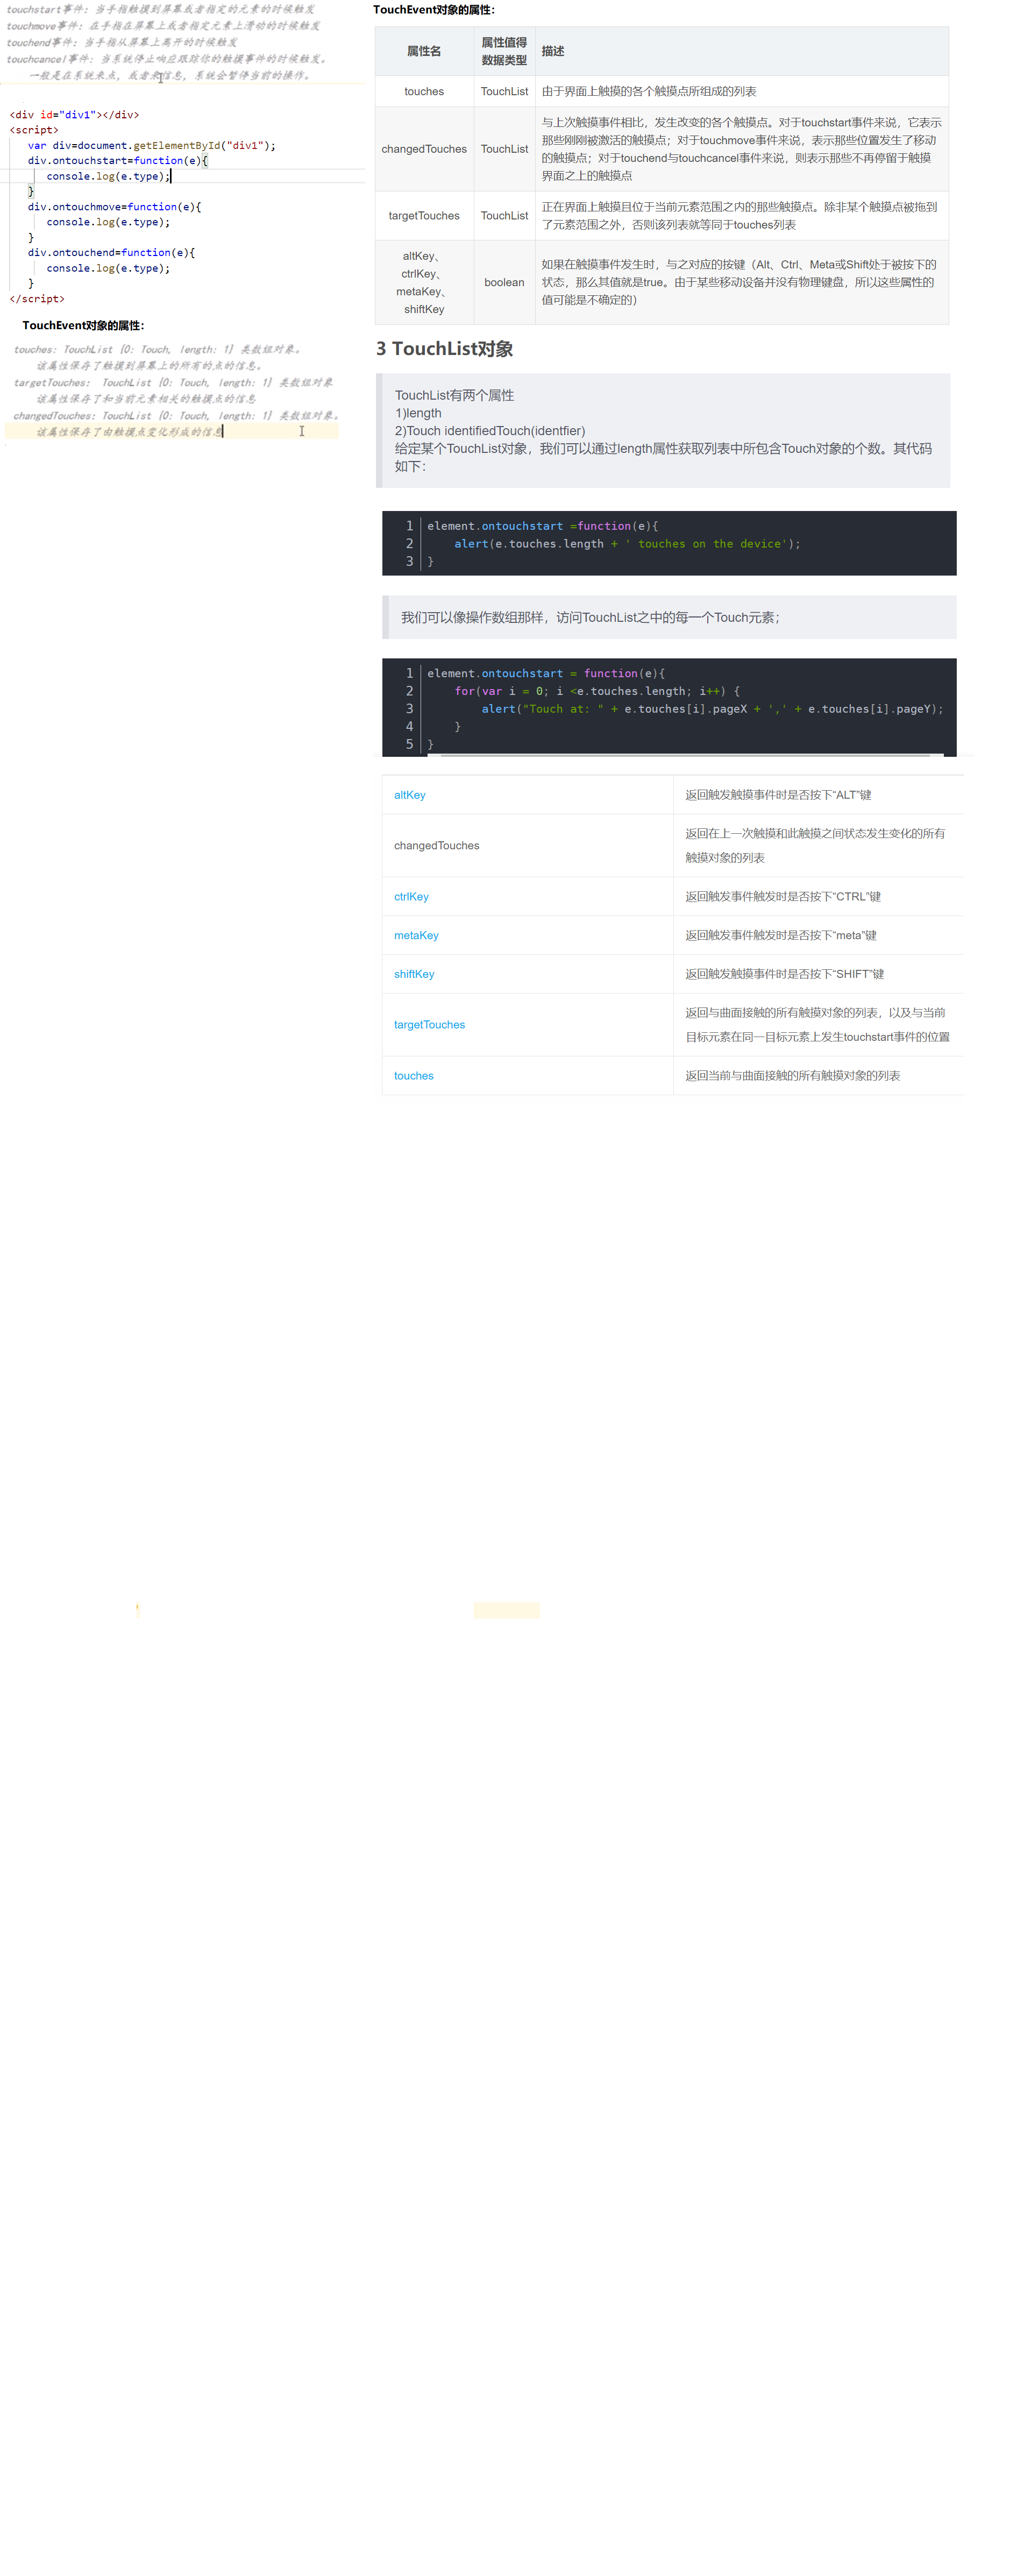 touchstart事件: 当手指触摸到屏幕或者指定的元素的时候触发
touchmove事件: 在手指在屏幕上或者指定元素上滑动的时候触发
touchend事件: 当手指从屏幕上离开的时候触发
touchcancel事件: 当系统停止响应跟踪你的触摸事件的时候触发。
一般是在系统来点, 或者来信息, 系统会暂停当前的操作。
<div id="div1"></div>
<script>
var div=document.getElementById("div1");
div.ontouchstart=function(e){
console.log(e.type);
}
div.ontouchmove=function(e){
console.log(e.type);
}
div.ontouchend=function(e){
console.log(e.type);
}
</script>
TouchEvent对象的属性：
touches: TouchList {0: Touch, length: 1} 类数组对象。
该属性保存了触摸到屏幕上的所有的点的信息。
targetTouches: TouchList {0: Touch, length: 1} 类数组对象
该属性保存了和当前元素相关的触摸点的信息
changedTouches: TouchList {0: Touch, length: 1} 类数组对象。
该属性保存了由触摸点变化形成的信息
TouchEvent对象的属性：
属性名 属性值得 描述
数据类型
touches TouchList 由于界面上触摸的各个触摸点所组成的列表
与上次触摸事件相比，发生改变的各个触摸点。对于touchstart事件来说，它表示
那些刚刚被激活的触摸点；对于touchmove事件来说，表示那些位置发生了移动
changedTouches TouchList
的触摸点；对于touchend与touchcancel事件来说，则表示那些不再停留于触摸
界面之上的触摸点
targetTouches TouchList 正在界面上触摸且位于当前元素范围之内的那些触摸点。除非某个触摸点被拖到
了元素范围之外，否则该列表就等同于touches列表
altKey、
ctrlKey、
metaKey、
shiftKey
boolean
如果在触摸事件发生时，与之对应的按键（Alt、Ctrl、Meta或Shift处于被按下的
状态，那么其值就是true。由于某些移动设备并没有物理键盘，所以这些属性的
值可能是不确定的）
3 TouchList对象
TouchList有两个属性
1)length
2)Touch identifiedTouch(identfier)
给定某个TouchList对象，我们可以通过length属性获取列表中所包含Touch对象的个数。其代码
如下：
1 element.ontouchstart =function(e){
2 alert(e.touches.length + ' touches on the device');
3 }
我们可以像操作数组那样，访问TouchList之中的每一个Touch元素；
1 element.ontouchstart = function(e){
2 for(var i = 0; i <e.touches.length; i++) {
3 alert("Touch at: " + e.touches[i].pageX + ',' + e.touches[i].pageY);
4 }
5 }
altKey 返回触发触摸事件时是否按下“ALT”键
changedTouches 返回在上一次触摸和此触摸之间状态发生变化的所有
触摸对象的列表
ctrlKey 返回触发事件触发时是否按下“CTRL”键
metaKey 返回触发事件触发时是否按下“meta”键
shiftKey 返回触发触摸事件时是否按下“SHIFT”键
targetTouches 返回与曲面接触的所有触摸对象的列表，以及与当前
目标元素在同一目标元素上发生touchstart事件的位置
touches 返回当前与曲面接触的所有触摸对象的列表